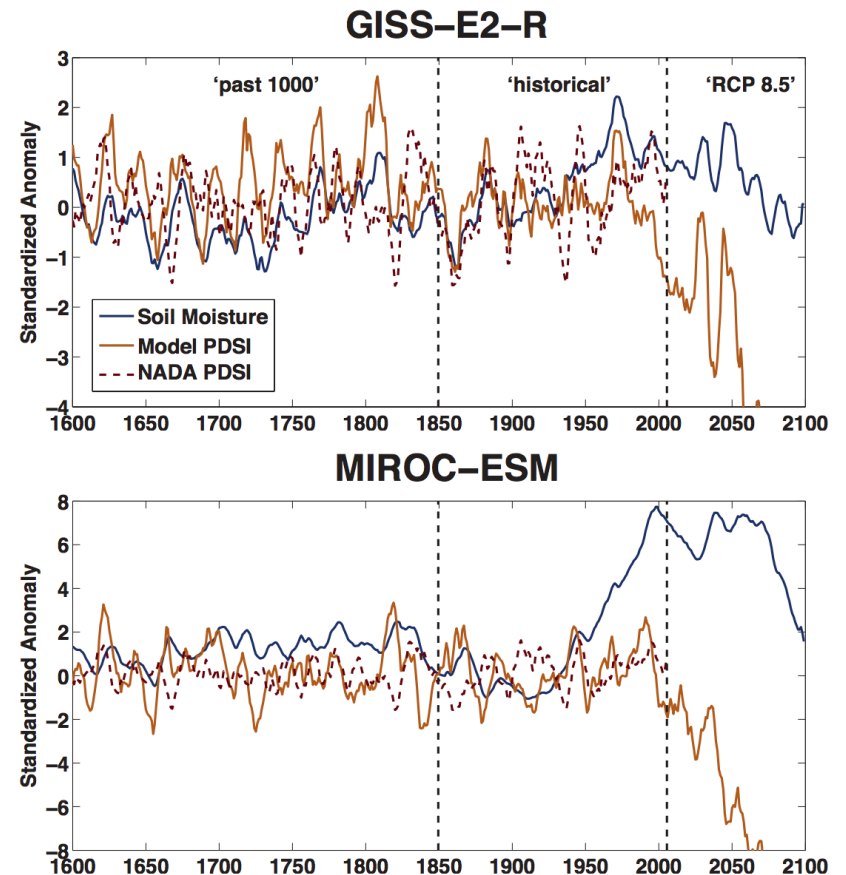 GISS–E2–R
3
2
1
0
−1
−2
−3
−4
Standardized Anomaly
'past 1000'
'historical'
'RCP 8.5'
Soil Moisture
Model PDSI
NADA PDSI
1600 1650 1700 1750 1800 1850 1900 1950 2000 2050 2100
MIROC–ESM
8
6
4
2
0
−2
−4
−6
−8
Standardized Anomaly
1600 1650 1700 1750 1800 1850 1900 1950 2000 2050 2100